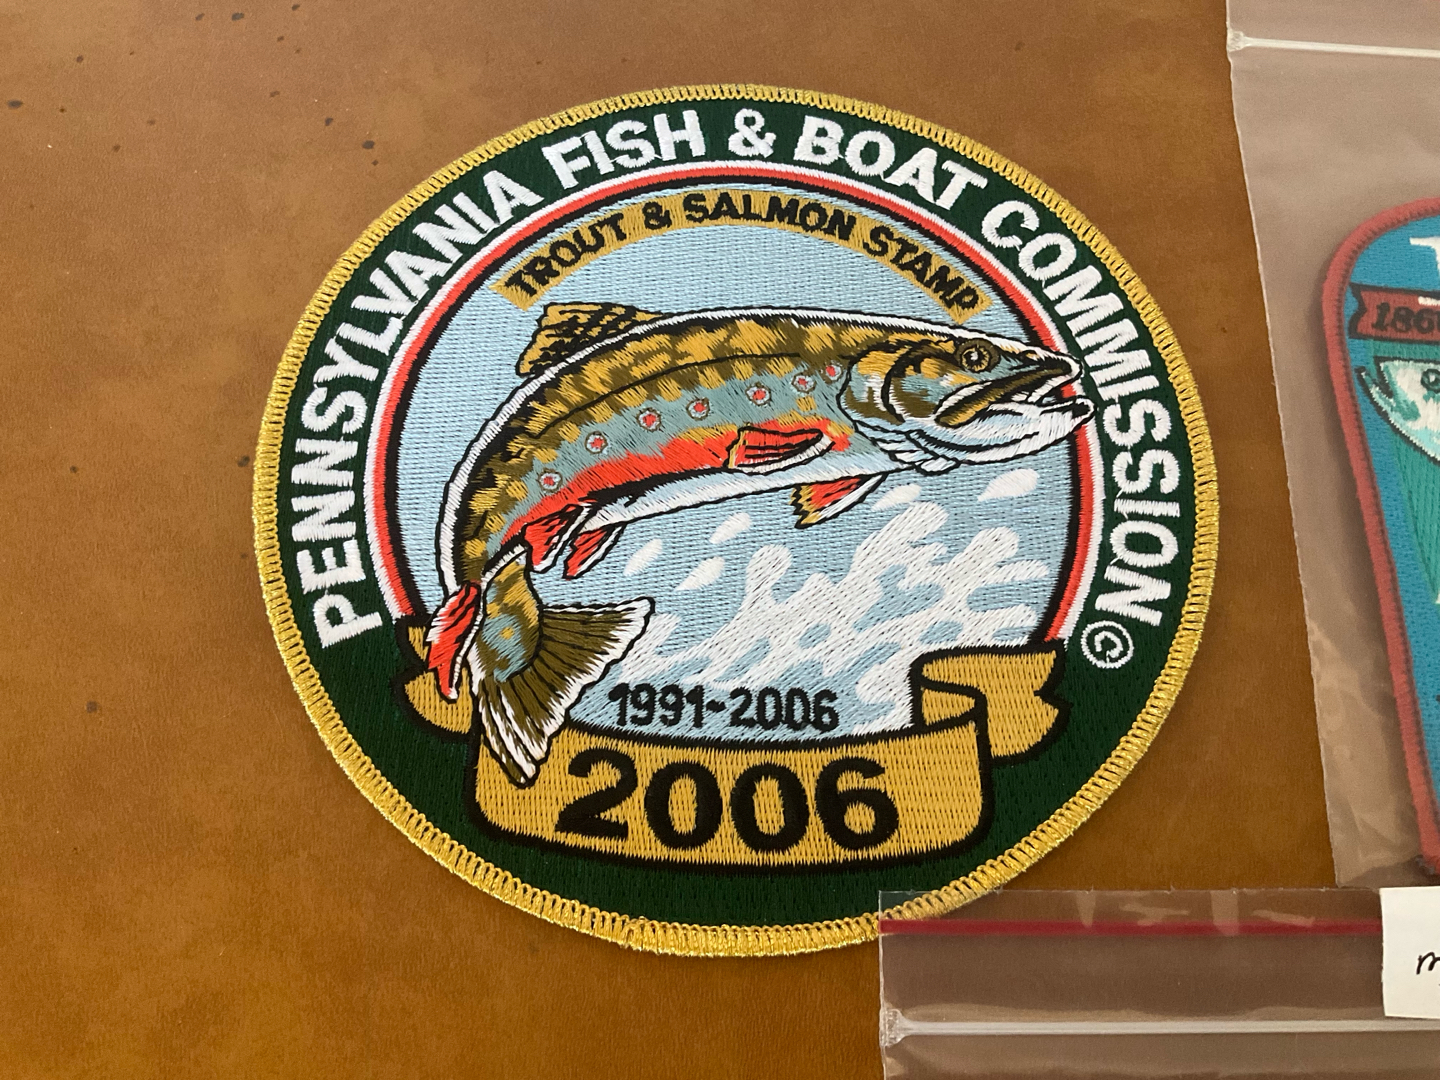 PENNSYLVANIA FISH & BOAT COMMISSION ©
TROUT & SALMON STAMP
1991-2006
2006